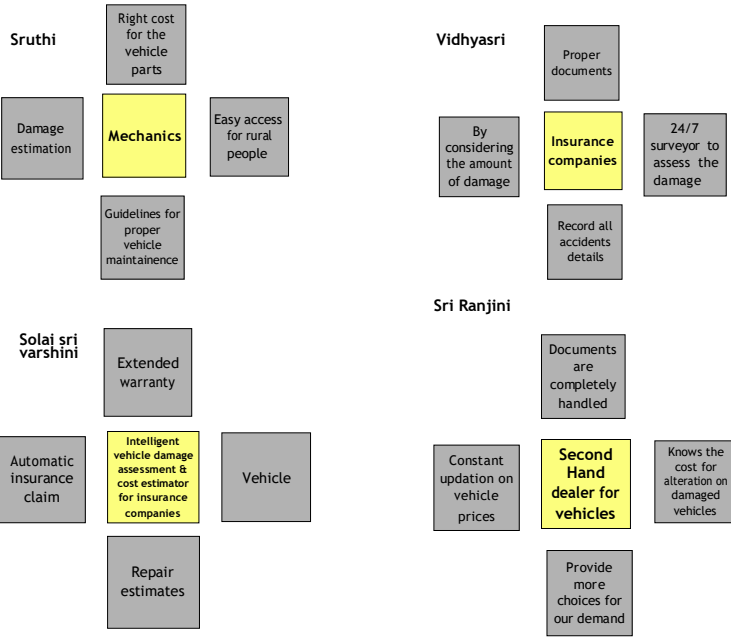 Sruthi
Right cost
for the
vehicle
parts
Damage
estimation
Mechanics
Easy access
for rural
people
Guidelines for
proper
vehicle
maintainence
Vidhyasri
Proper
documents
By
considering
the amount
of damage
Insurance
companies
24/7
surveyor to
assess the
damage
Record all
accidents
details
Solai sri
varshini
Extended
warranty
Automatic
insurance
claim
Intelligent
vehicle damage
assessment &
cost estimator
for insurance
companies
Vehicle
Repair
estimates
Sri Ranjini
Documents
are
completely
handled
Constant
updation on
vehicle
prices
Second
Hand
dealer for
vehicles
Knows the
cost for
alteration on
damaged
vehicles
Provide
more
choices for
our demand